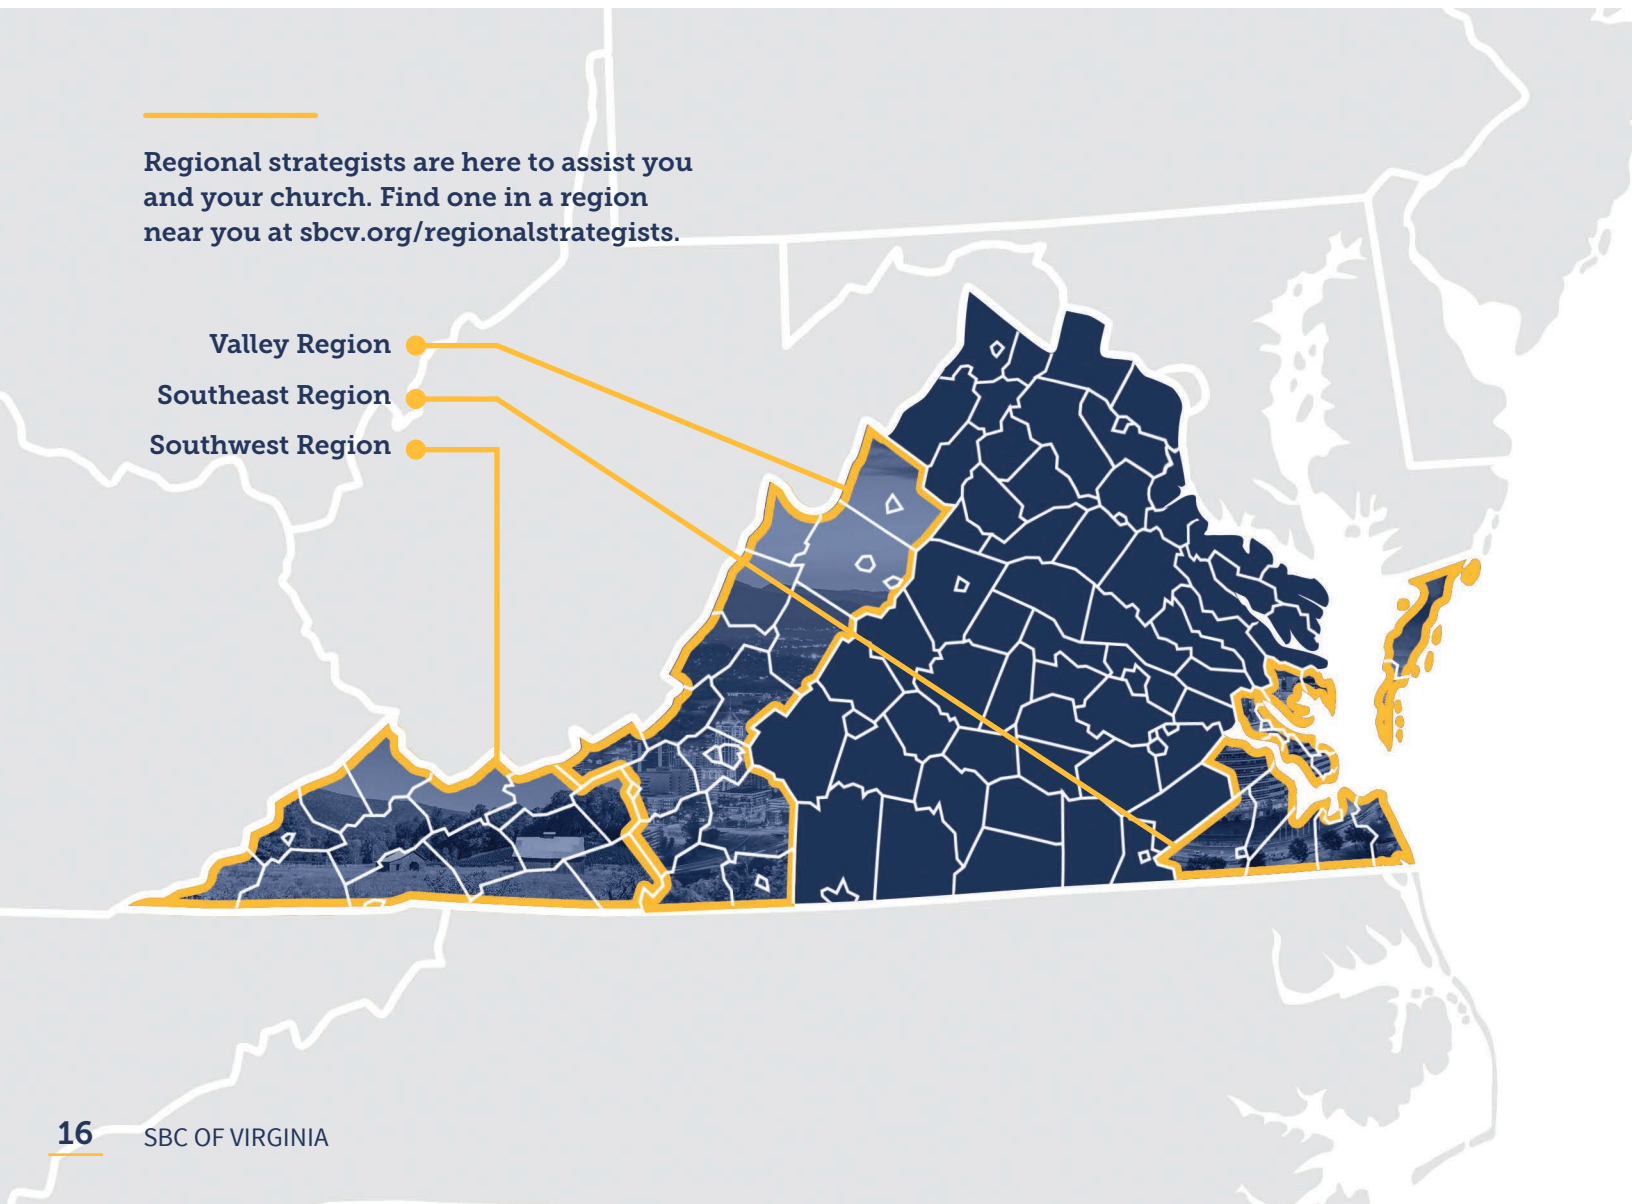 Regional strategists are here to assist you
and your church. Find one in a region
near you at sbcv.org/regionalstrategists.
Valley Region
Southeast Region
Southwest Region
16 SBC OF VIRGINIA